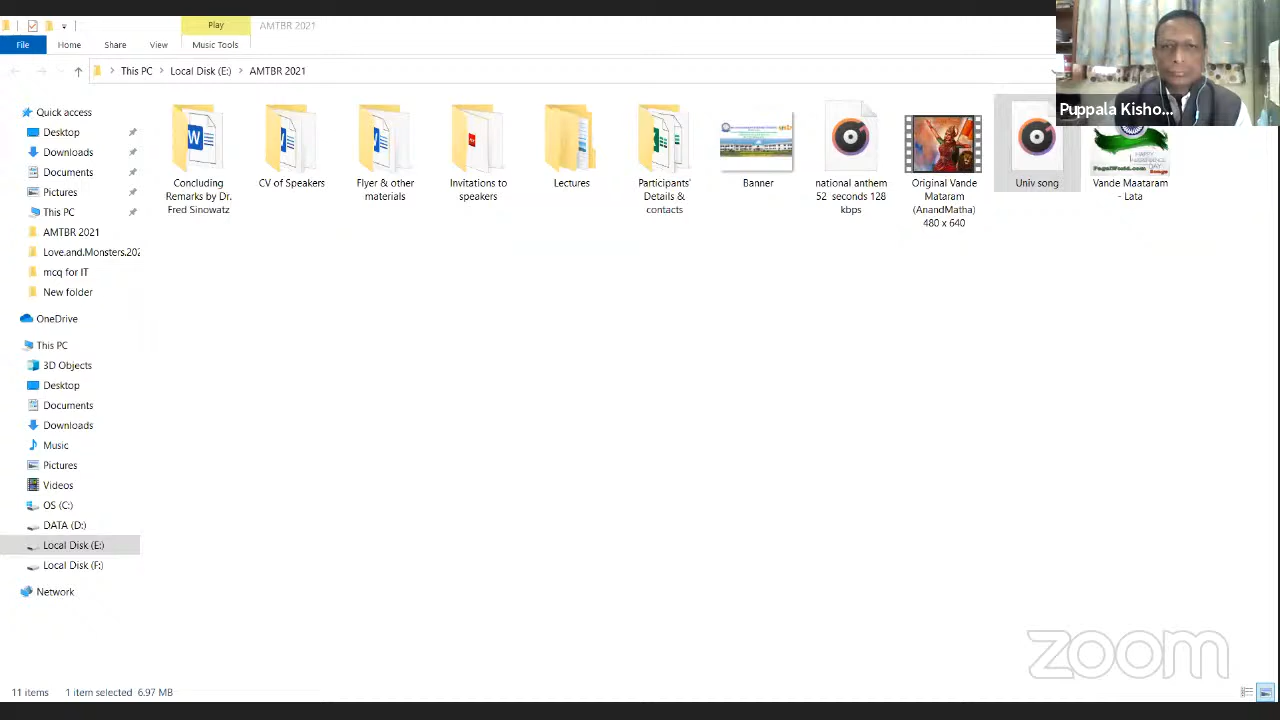 Play
AMTBR 2021
File
Home
Share
View
Music Tools
This PC
Local Disk (E:)
AMTBR 2021
Puppala Kisho...
Quick access
Desktop
Downloads
Documents
Pictures
This PC
AMTBR 2021
Love.and.Monsters.202
mcq for IT
New folder
OneDrive
This PC
3D Objects
Desktop
Documents
Downloads
Music
Pictures
Videos
OS (C:)
DATA (D:)
Local Disk (E:)
Local Disk (F:)
Network
Concluding
Remarks by Dr.
Fred Sinowatz
CV of Speakers
Flyer & other
materials
Invitations to
speakers
Lectures
Participants'
Details &
contacts
Banner
national anthem
52 seconds 128
kbps
Original Vande
Mataram
(AnandMatha)
480 x 640
Univ song
HAPPY
INDEPENDENCE
DAY
Songs
Vande Maataram
- Lata
zoom
11 items
1 item selected 6.97 MB